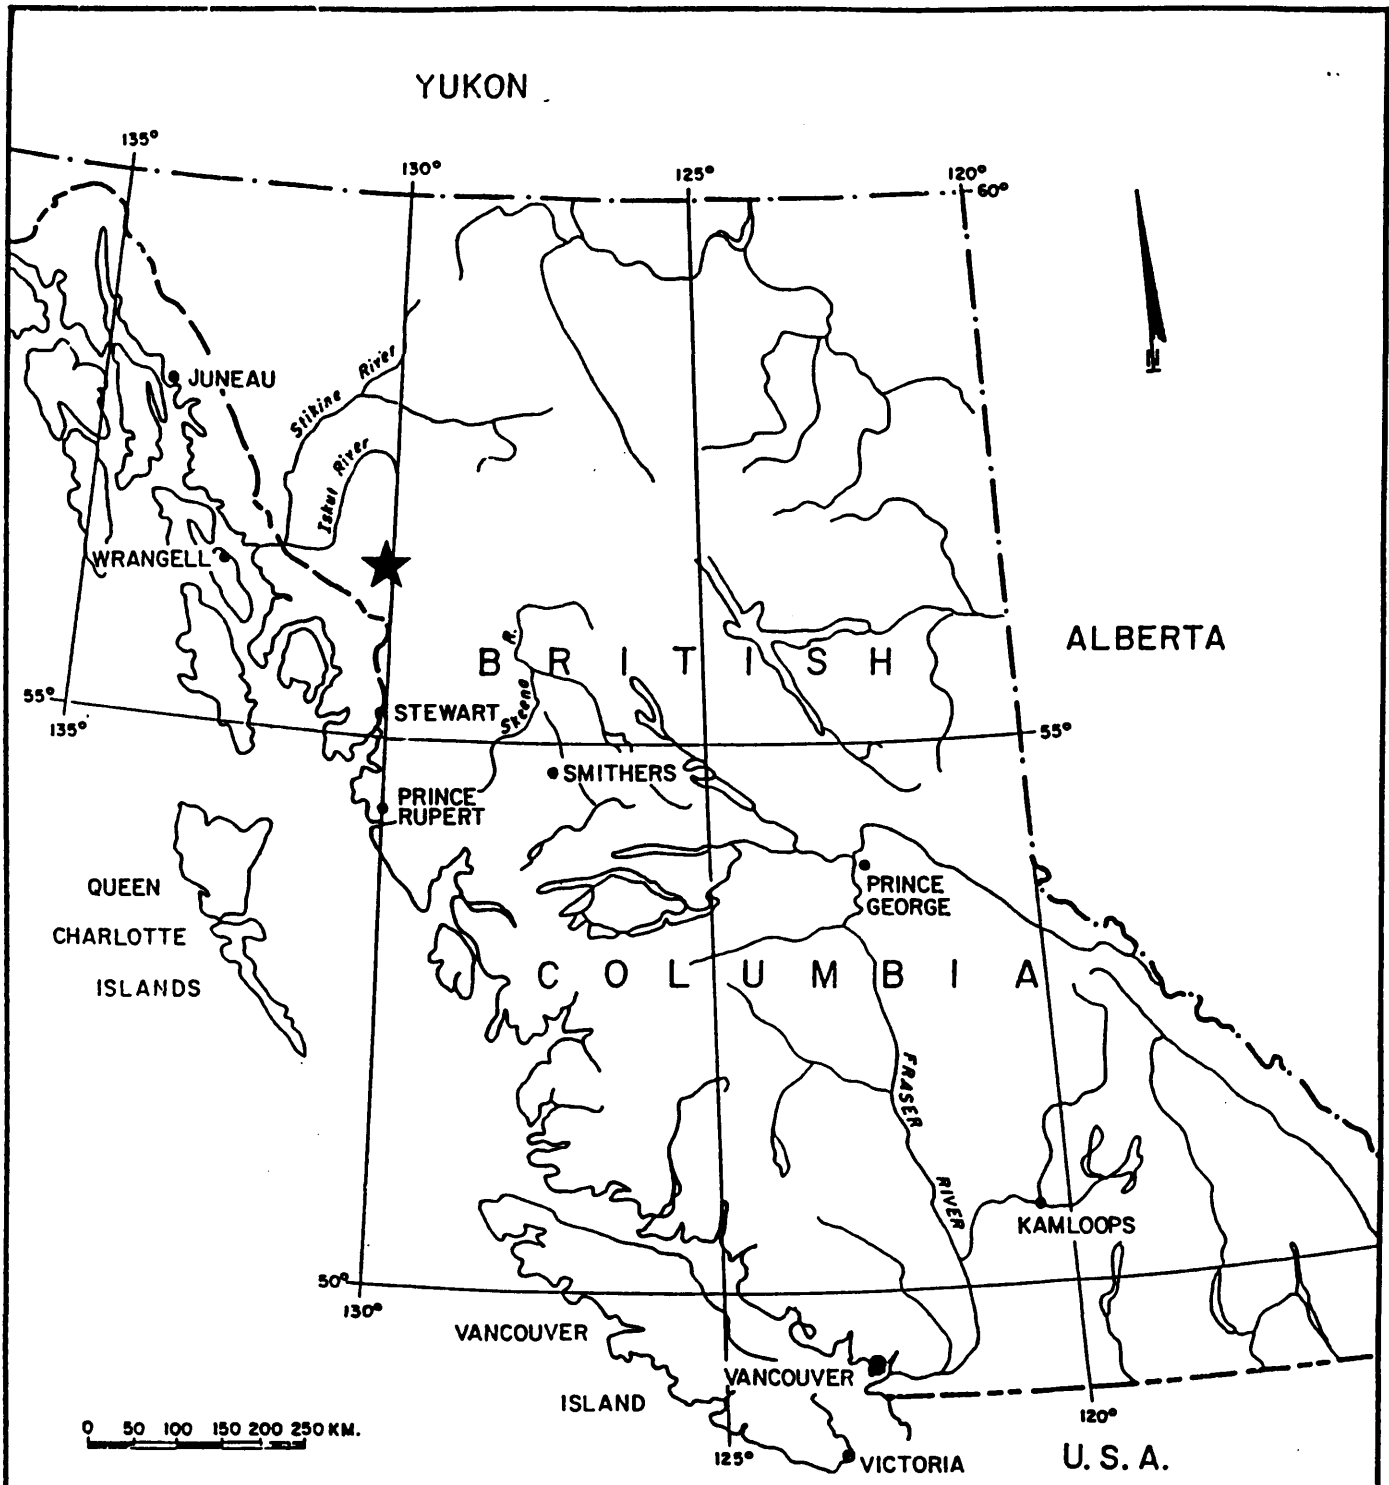 YUKON
135°
130°
125°
120°
60°
N
JUNEAU
Stikine River
Iskut River
WRANGELL
ALBERTA
BRITISH
Skeena R.
55°
135°
STEWART
55°
SMITHERS
PRINCE
RUPERT
QUEEN
CHARLOTTE
ISLANDS
PRINCE
GEORGE
COLUMBIA
FRASER RIVER
KAMLOOPS
50°
130°
VANCOUVER
ISLAND
VANCOUVER
120°
125°
VICTORIA
U.S.A.
0 50 100 150 200 250 KM.